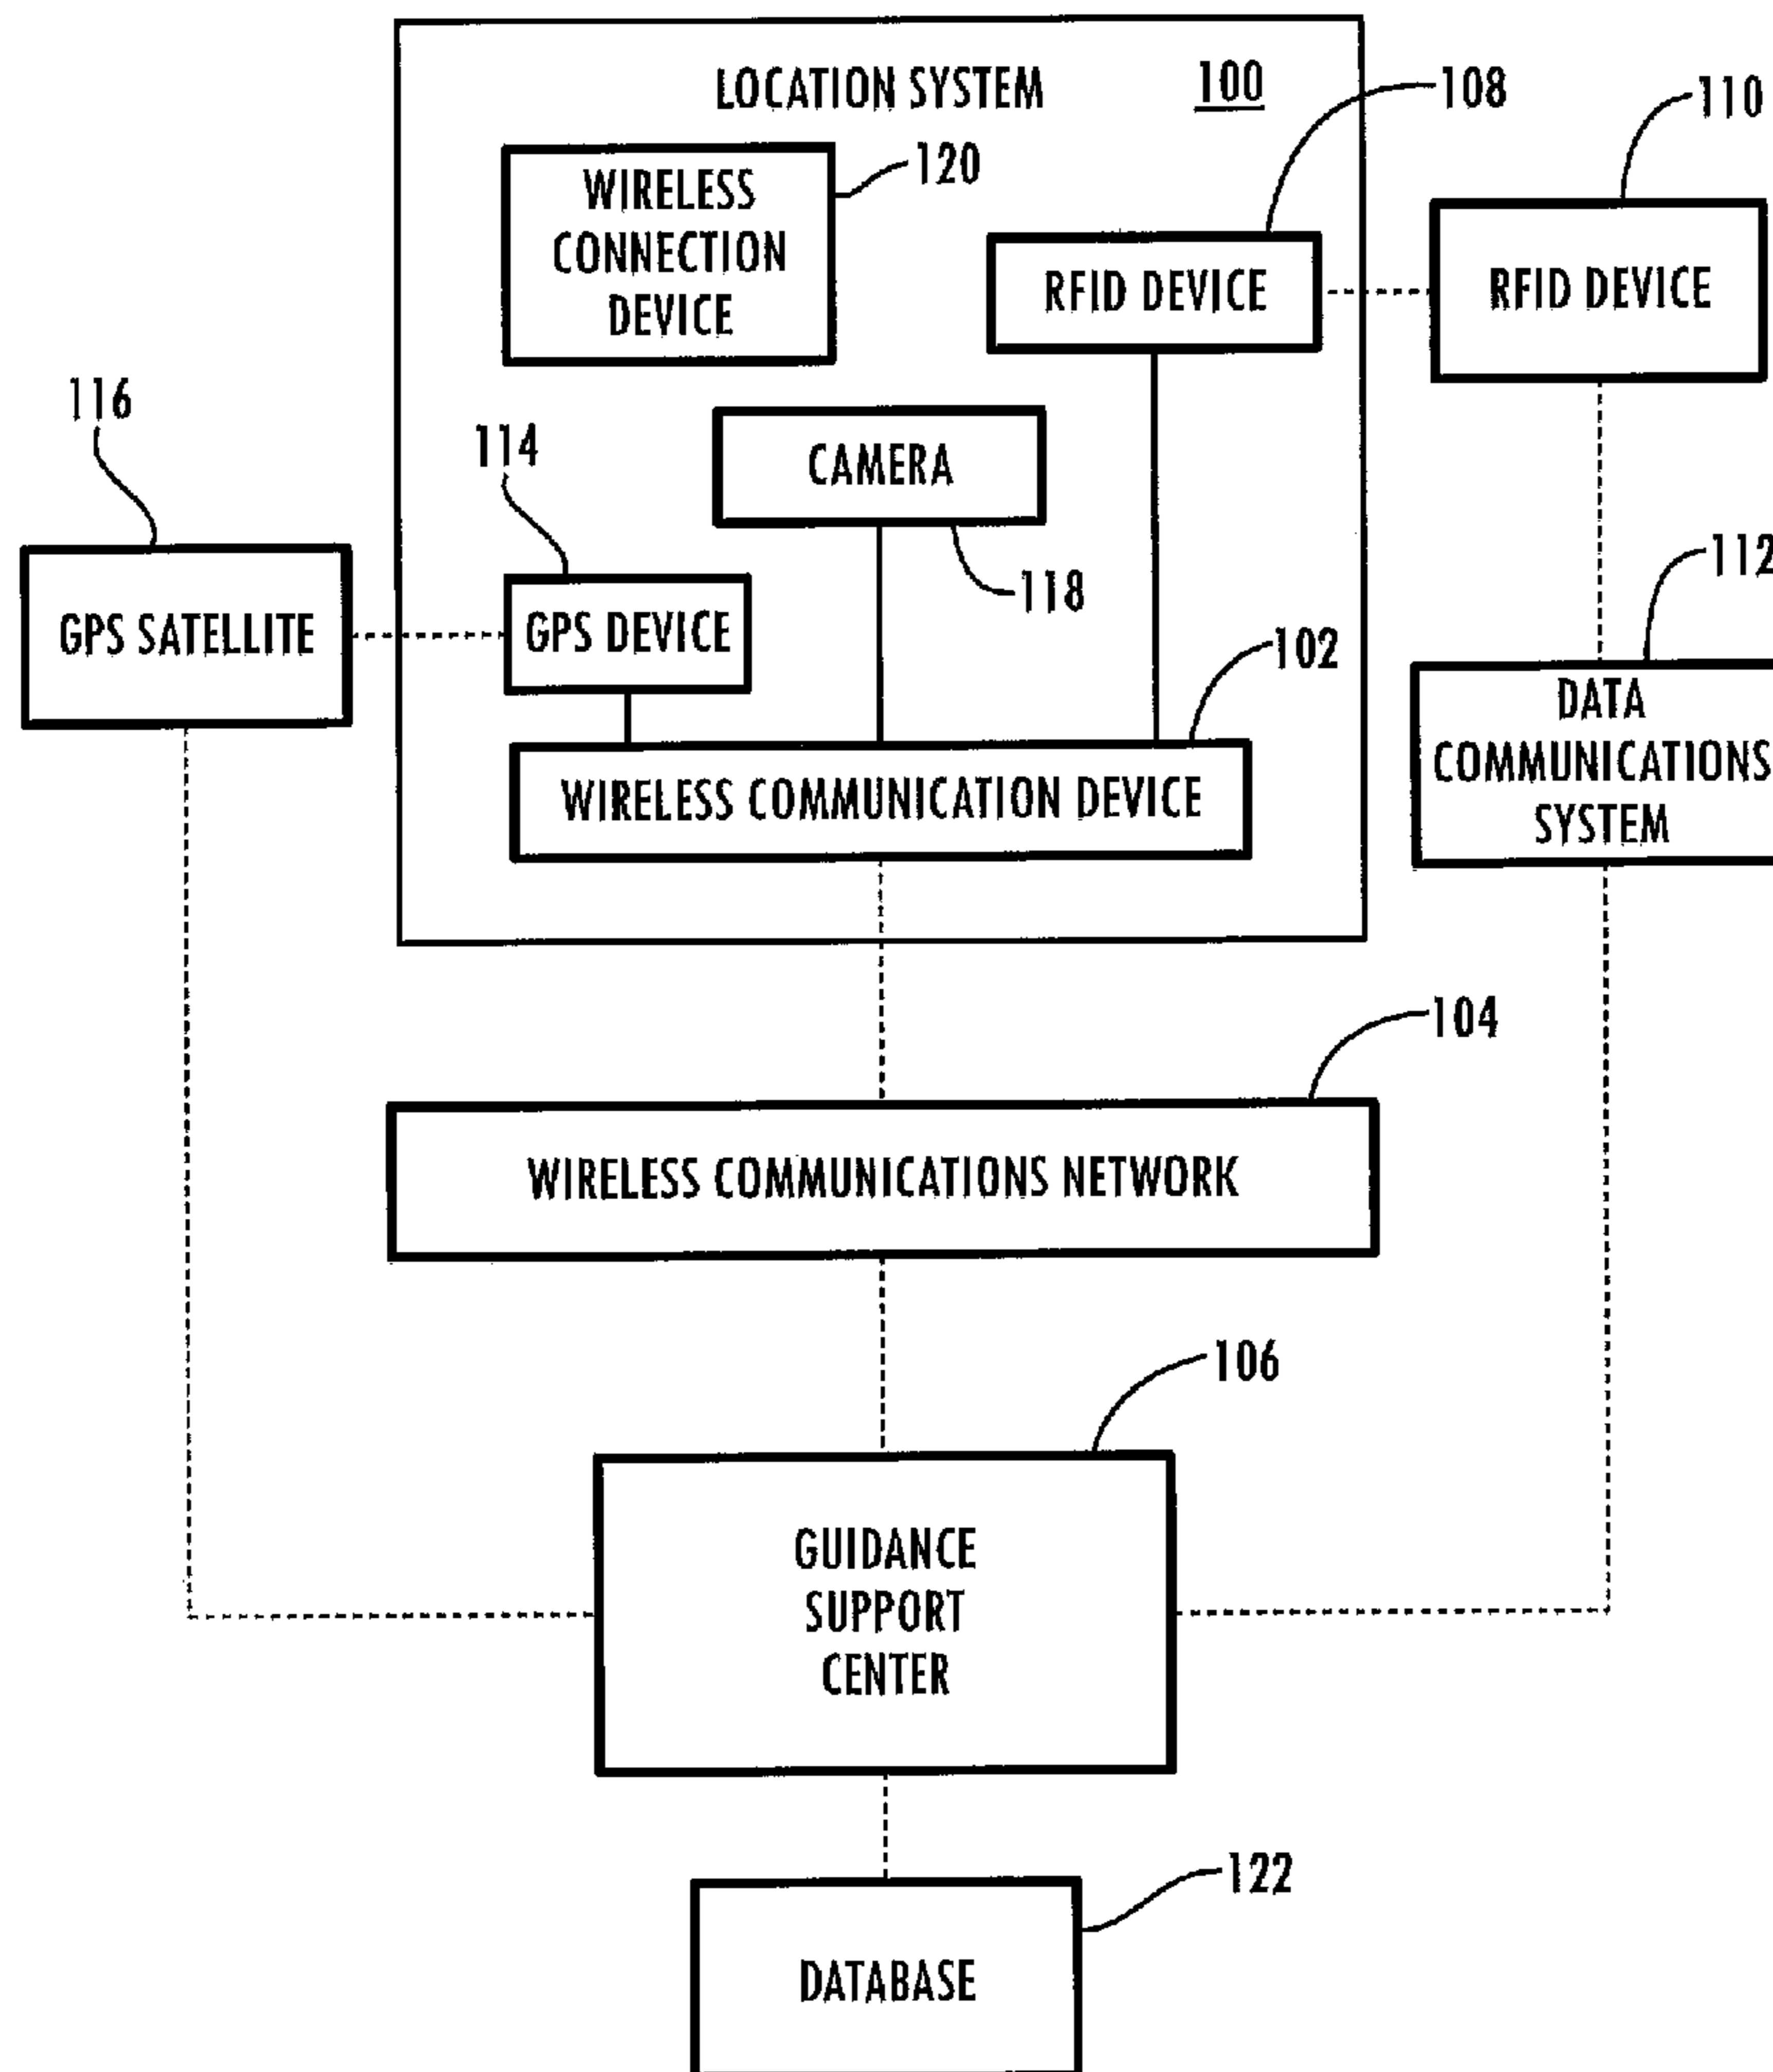 LOCATION SYSTEM
100
108
110
WIRELESS
CONNECTION
DEVICE
120
RFID DEVICE
RFID DEVICE
116
114
CAMERA
118
112
GPS SATELLITE
GPS DEVICE
102
DATA
COMMUNICATIONS
SYSTEM
WIRELESS COMMUNICATION DEVICE
104
WIRELESS COMMUNICATIONS NETWORK
106
GUIDANCE
SUPPORT
CENTER
122
DATABASE